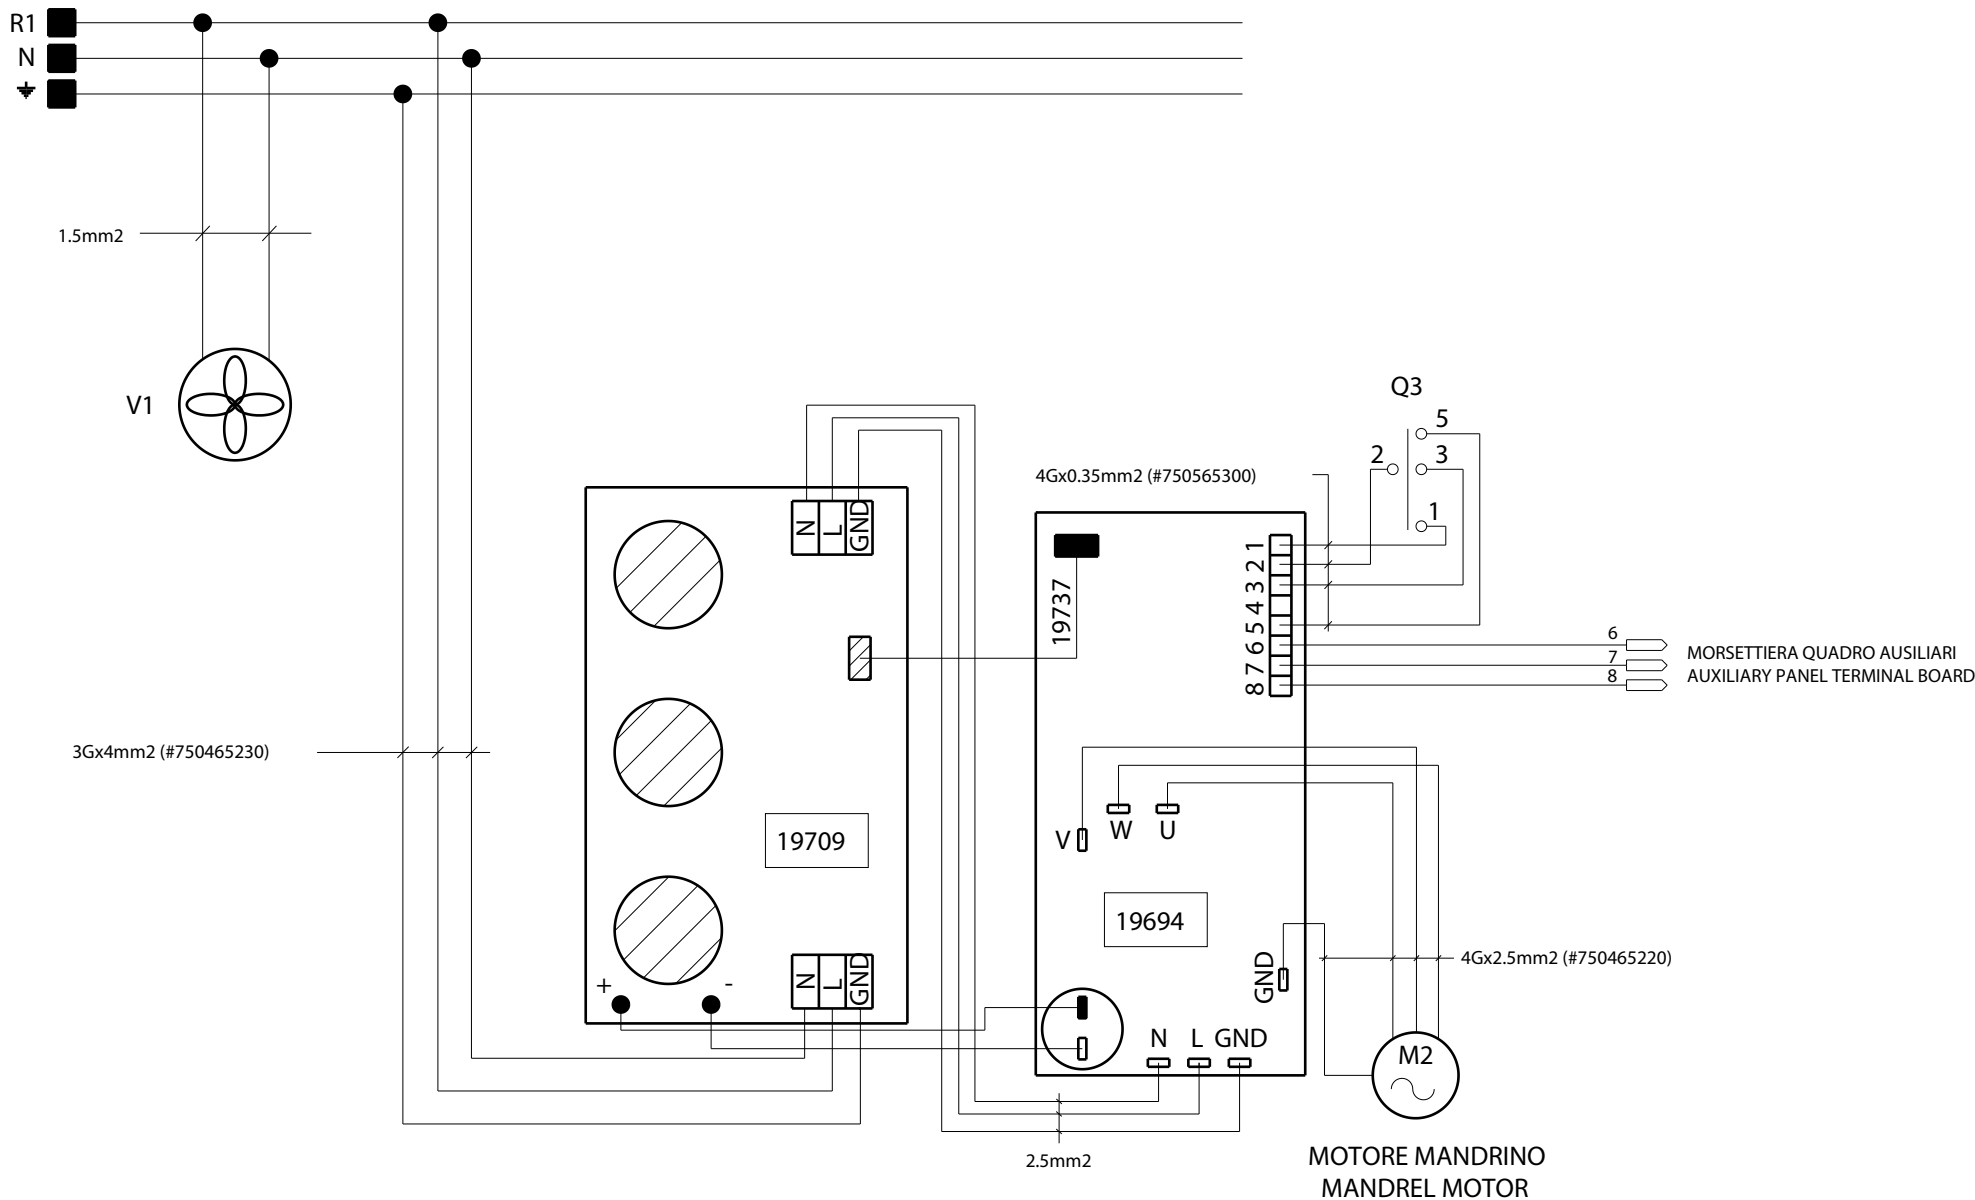 R1
N
1.5mm2
V1
3Gx4mm2 (#750465230)
N
L
GND
19709
+
-
N
L
GND
4Gx0.35mm2 (#750565300)
19737
1
2
3
4
5
6
7
8
Q3
5
2
3
1
6
7
8
MORSETTIERA QUADRO AUSILIARI
AUXILIARY PANEL TERMINAL BOARD
V
W
U
19694
GND
4Gx2.5mm2 (#750465220)
N
L
GND
M2
2.5mm2
MOTORE MANDRINO
MANDREL MOTOR